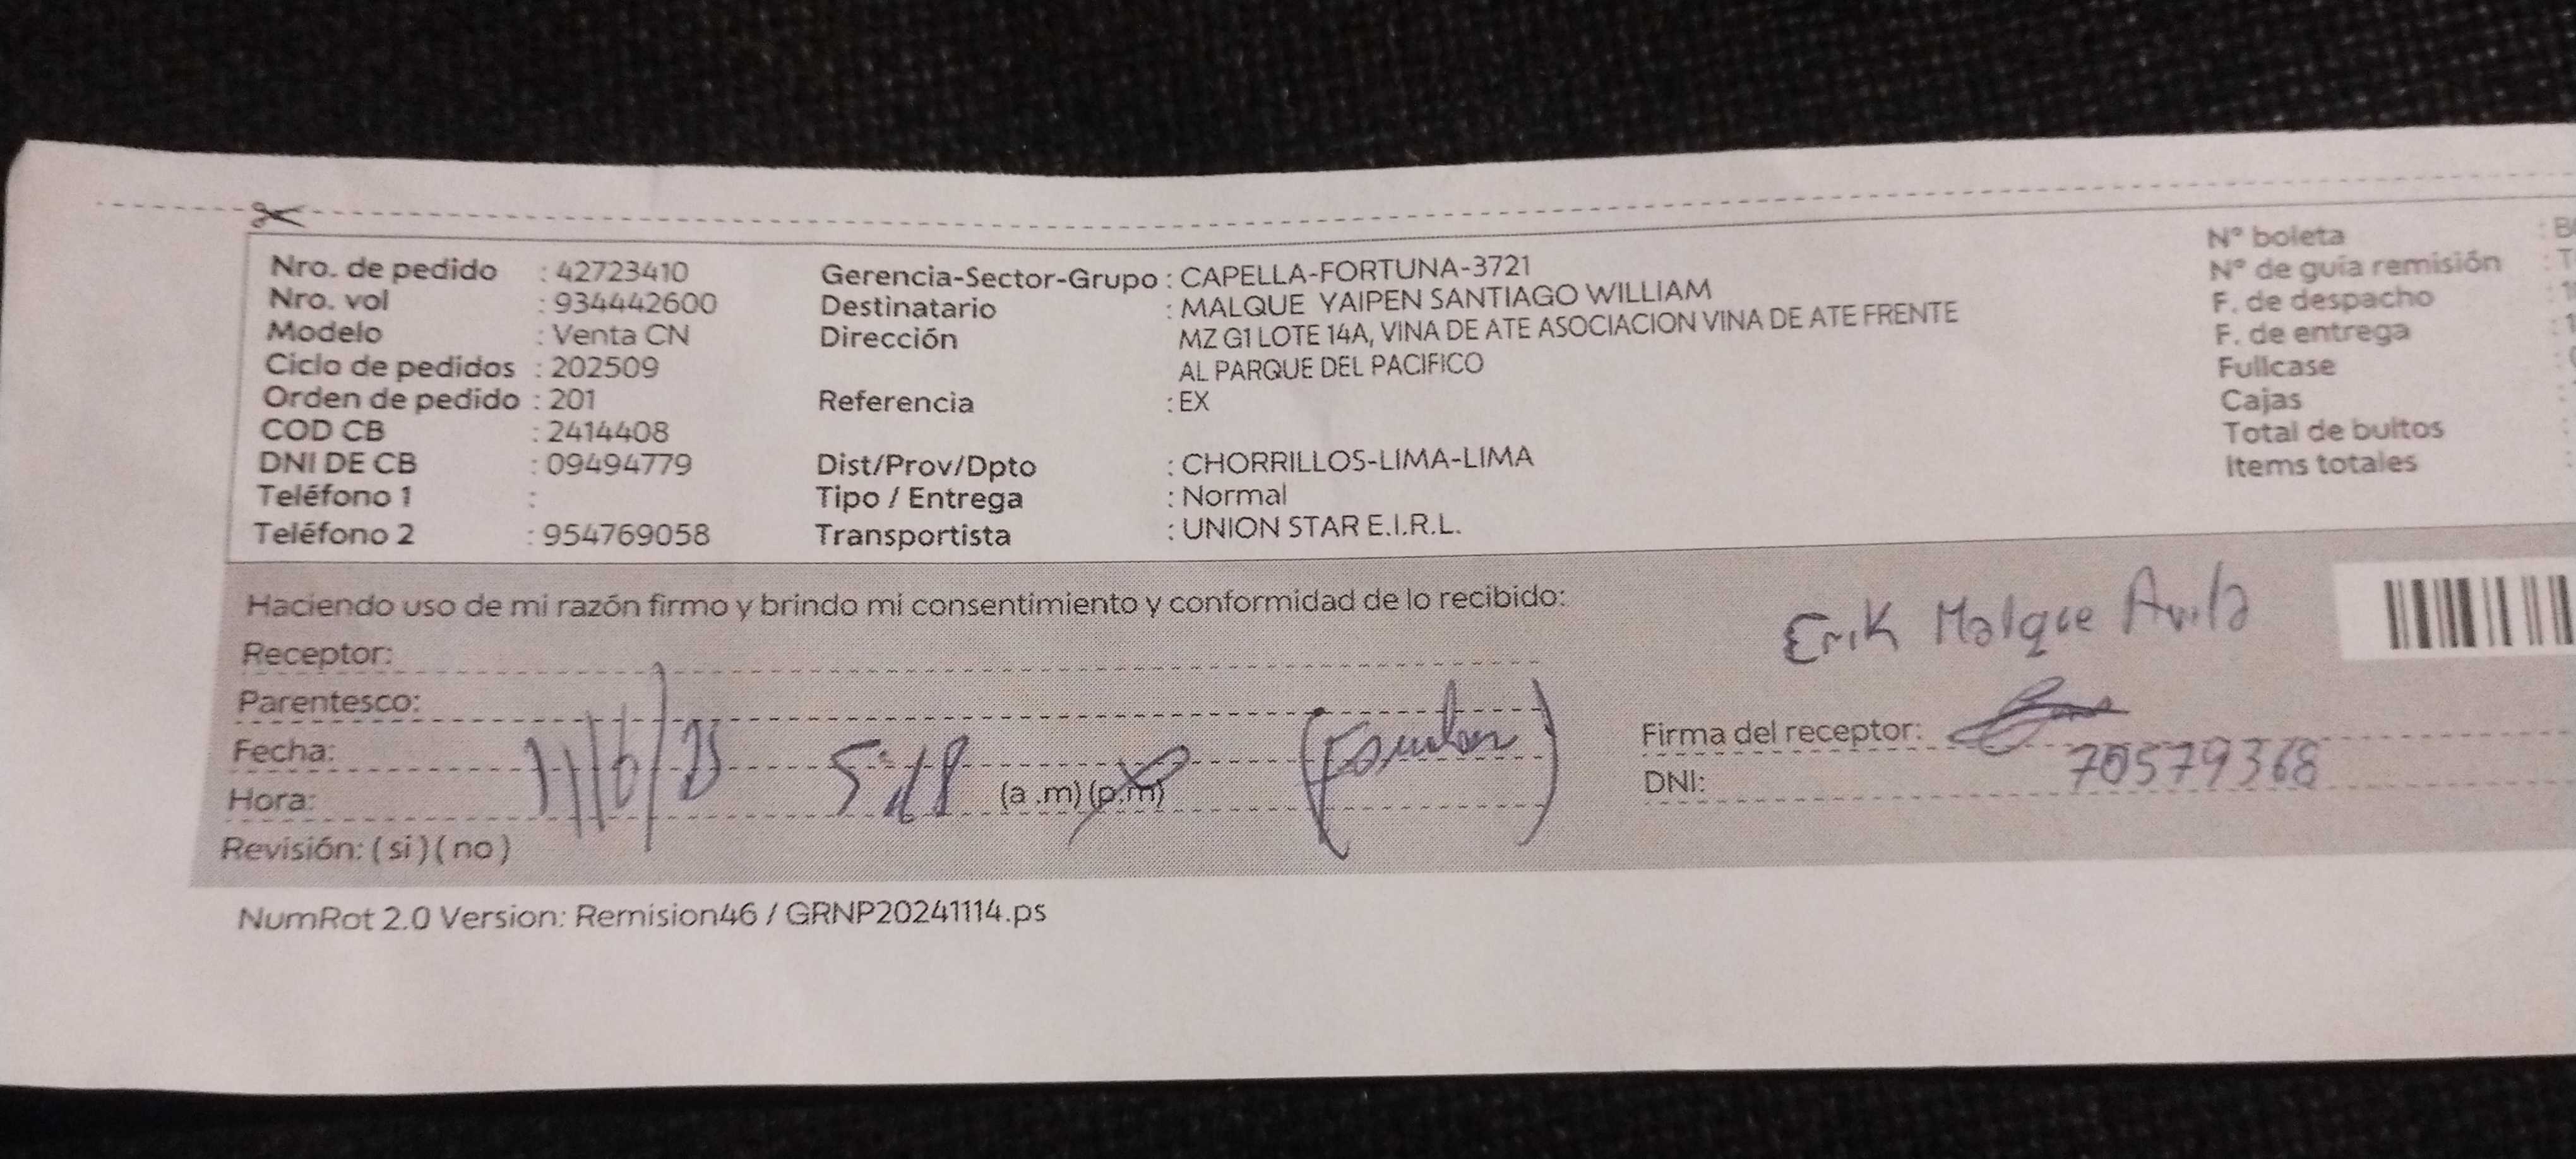 Nro. de pedido : 42723410
Nro. vol : 934442600
Modelo : Venta CN
Ciclo de pedidos : 202509
Orden de pedido : 201
COD CB : 2414408
DNI DE CB : 09494779
Teléfono 1 :
Teléfono 2 : 954769058
Gerencia-Sector-Grupo : CAPELLA-FORTUNA-3721
Destinatario : MALQUE YAIPEN SANTIAGO WILLIAM
Dirección MZ G1 LOTE 14A, VINA DE ATE ASOCIACION VINA DE ATE FRENTE
AL PARQUE DEL PACIFICO
Referencia : EX
Dist/Prov/Dpto : CHORRILLOS-LIMA-LIMA
Tipo / Entrega : Normal
Transportista : UNION STAR E.I.R.L.
N° boleta :
N° de guía remisión :
F. de despacho :
F. de entrega :
Fullcase :
Cajas :
Total de bultos :
Items totales :
Haciendo uso de mi razón firmo y brindo mi consentimiento y conformidad de lo recibido:
Receptor:
Parentesco:
Fecha: 11/6/25
Hora: 5:18 (a .m) (p.m)
Revisión: ( si ) ( no )
Erik Malque Avila
Firma del receptor:
DNI: 70579368
NumRot 2.0 Version: Remision46 / GRNP20241114.ps